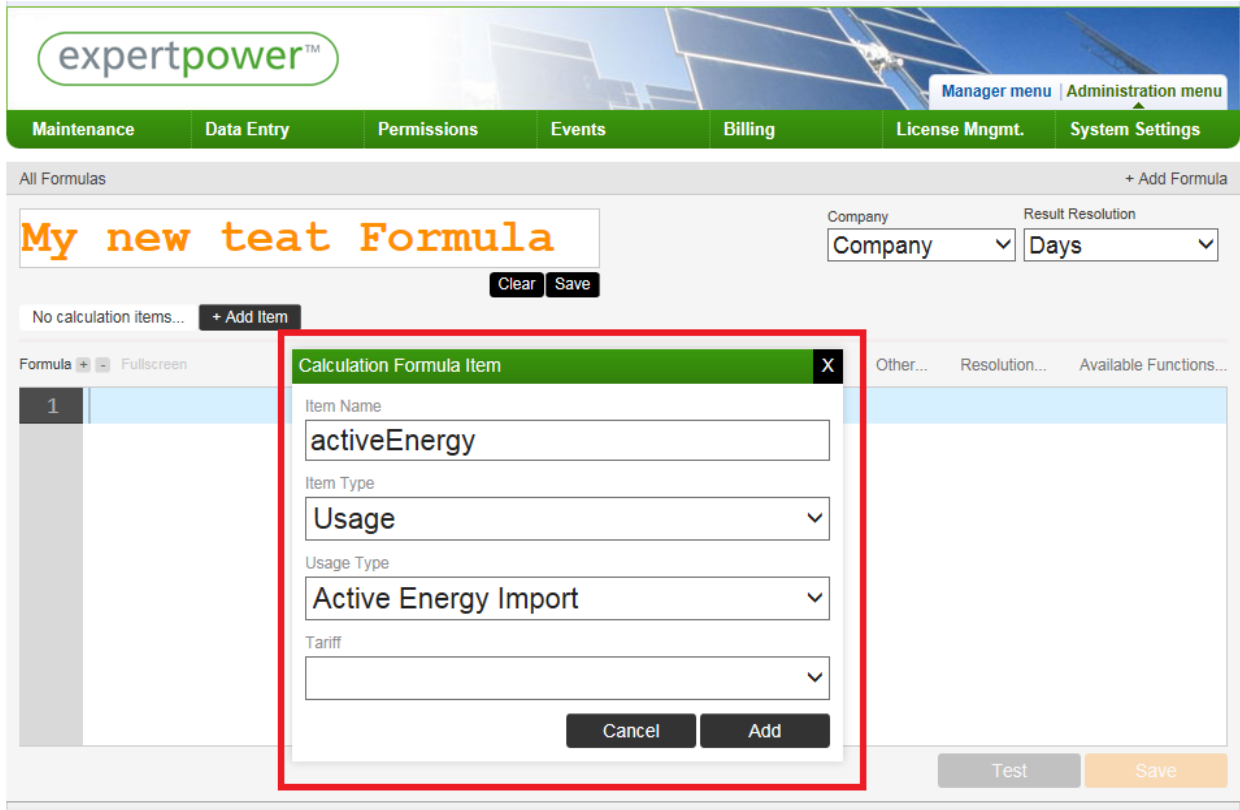 expertpower™
Manager menu | Administration menu
Maintenance Data Entry Permissions Events Billing License Mngmt. System Settings
All Formulas + Add Formula
My new teat Formula
Company Result Resolution
Company Days
Clear Save
No calculation items... + Add Item
Formula + - Fullscreen Other... Resolution... Available Functions...
1
Calculation Formula Item X
Item Name
activeEnergy
Item Type
Usage
Usage Type
Active Energy Import
Tariff
Cancel Add
Test Save